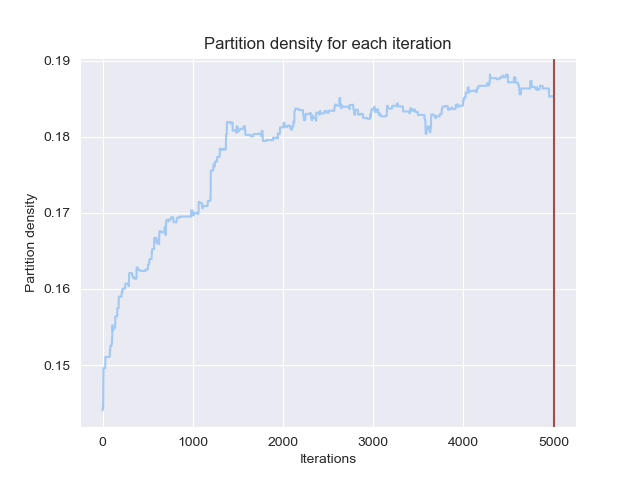 Partition density for each iteration
0.19
0.18
0.17
0.16
0.15
Partition density
0 1000 2000 3000 4000 5000
Iterations